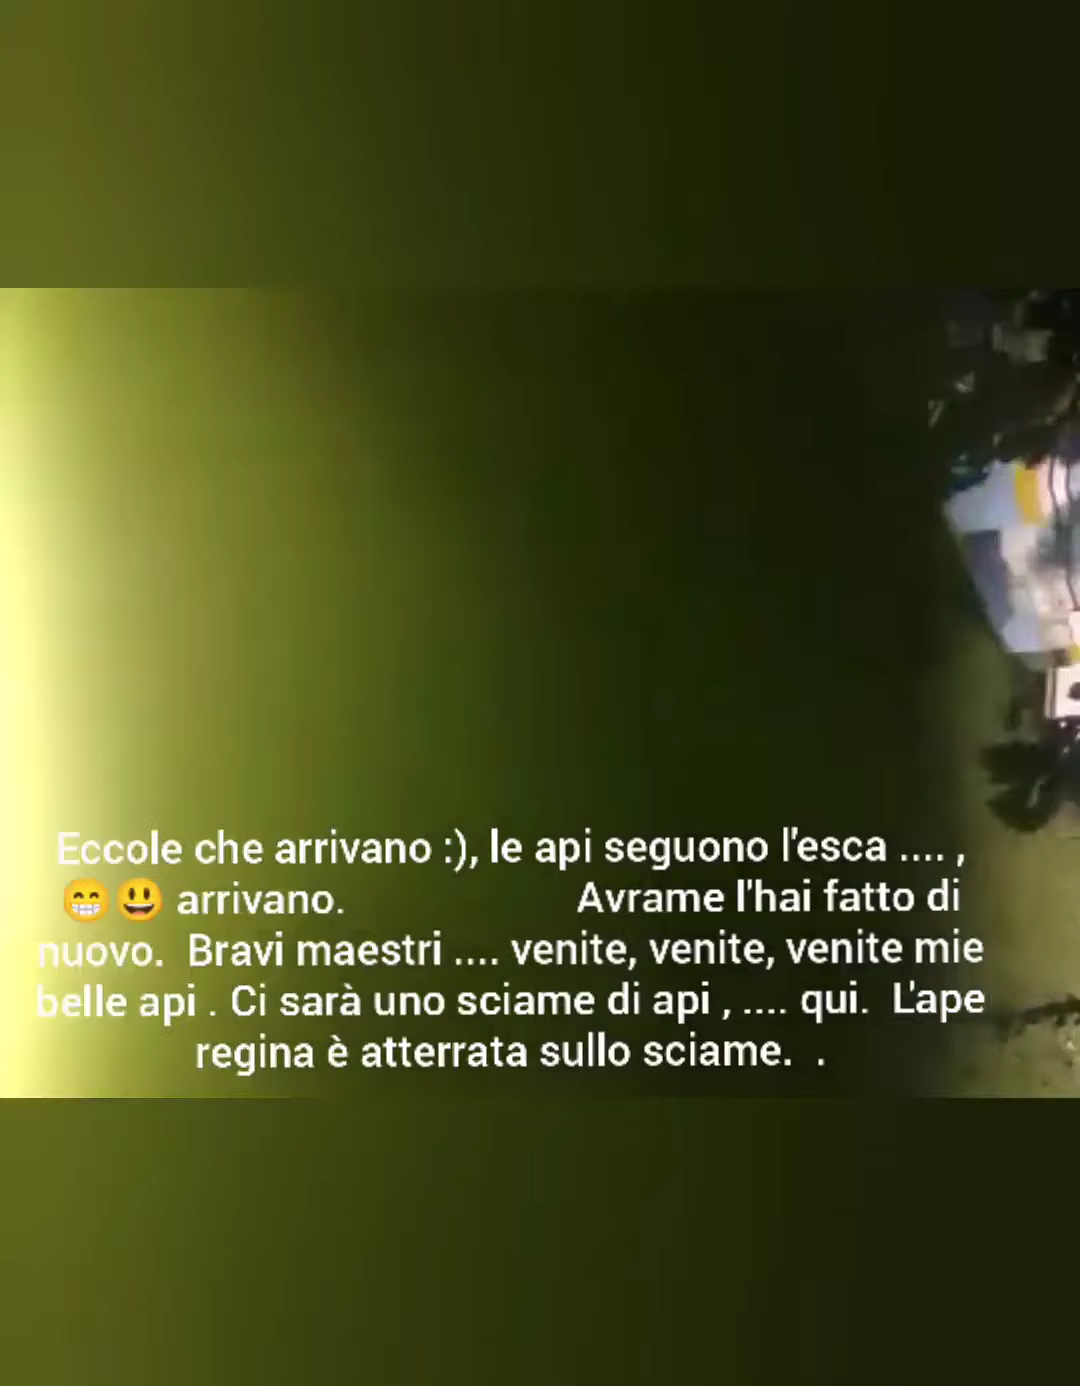 Eccole che arrivano :), le api seguono l'esca .... ,
😁😃 arrivano. Avrame l'hai fatto di
nuovo. Bravi maestri .... venite, venite, venite mie
belle api . Ci sarà uno sciame di api , .... qui. L'ape
regina è atterrata sullo sciame. .